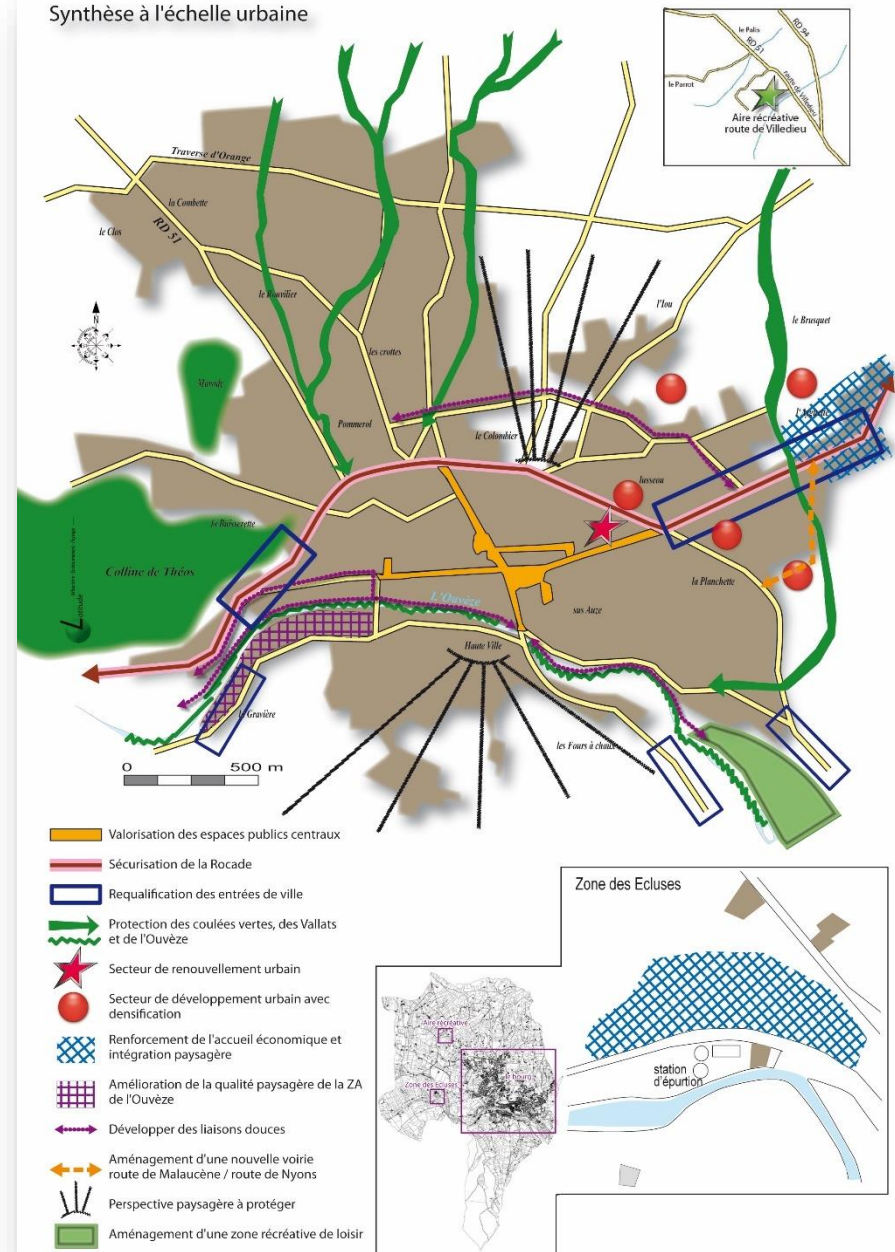 Synthèse à l'échelle urbaine
le Palis
RD 51
RD 94
route de Villedieu
le Parrot
Aire récréative
route de Villedieu
Traverse d'Orange
la Combette
le Clos
RD 51
le Rouvilier
l'Iou
le Brusquet
N
les crottes
Pommerol
le Colombier
Colline de Théos
la Planchette
L'Ouvèze
sus Auze
Haute Ville
la Gravière
les Fours à chaux
0 500 m
Valorisation des espaces publics centraux
Sécurisation de la Rocade
Requalification des entrées de ville
Protection des coulées vertes, des Vallats
et de l'Ouvèze
Secteur de renouvellement urbain
Secteur de développement urbain avec
densification
Renforcement de l'accueil économique et
intégration paysagère
Amélioration de la qualité paysagère de la ZA
de l'Ouvèze
Développer des liaisons douces
Aménagement d'une nouvelle voirie
route de Malaucène / route de Nyons
Perspective paysagère à protéger
Aménagement d'une zone récréative de loisir
Aire récréative
Zone des Ecluses
le bourg
Zone des Ecluses
station
d'épurtion